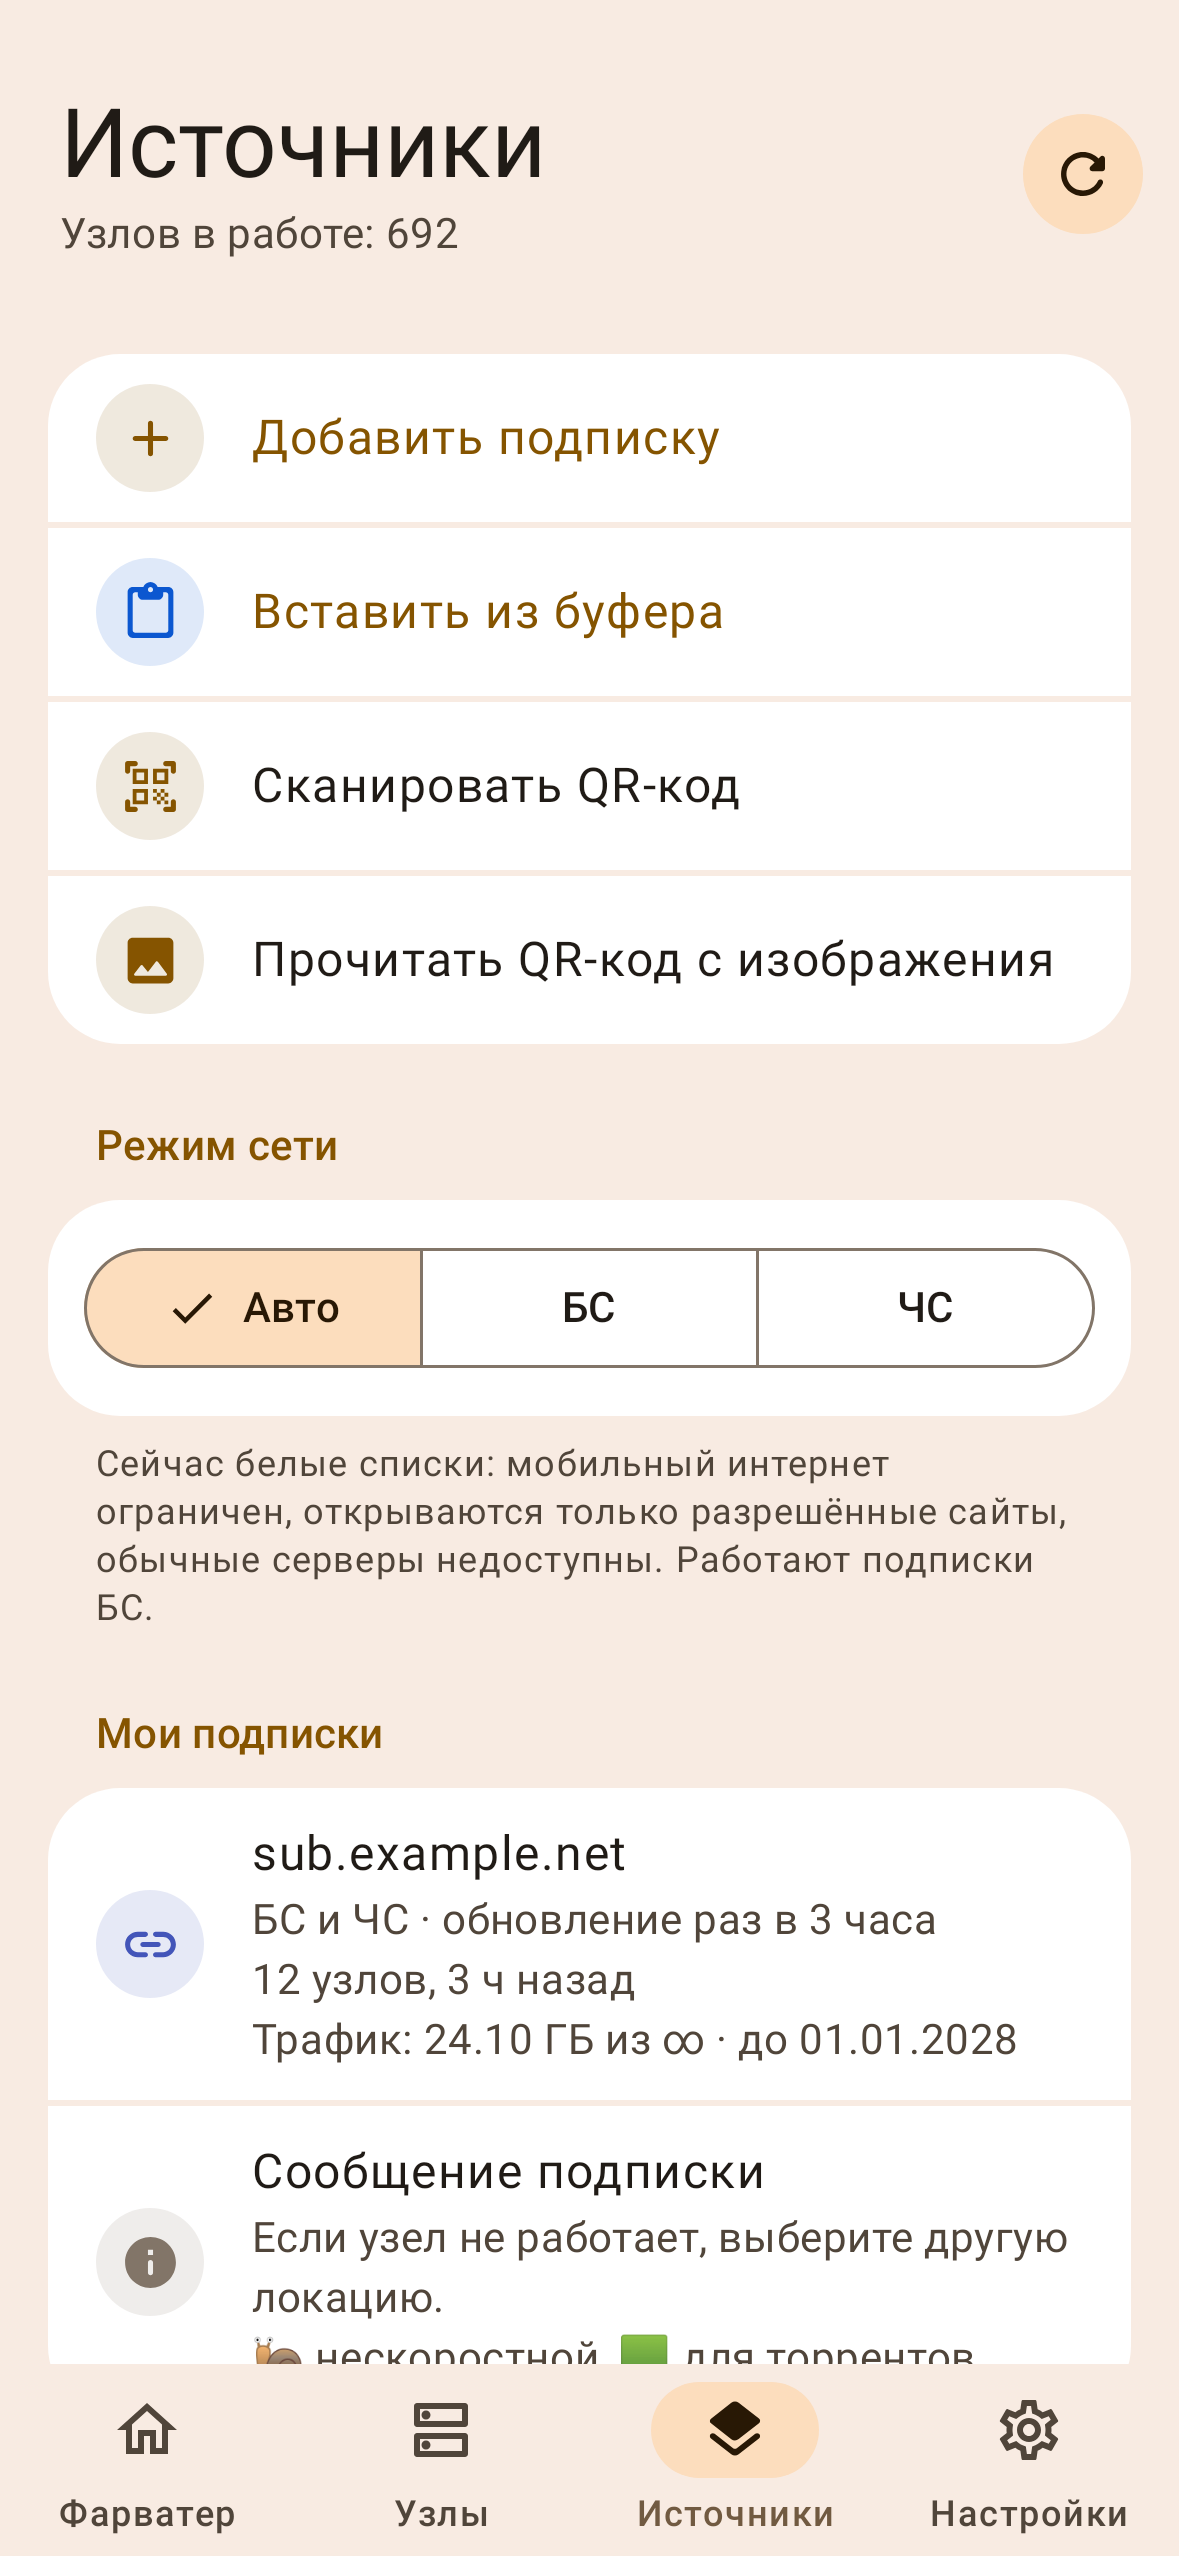 Источники
Узлов в работе: 692
Добавить подписку
Вставить из буфера
Сканировать QR-код
Прочитать QR-код с изображения
Режим сети
Авто
БС
ЧС
Сейчас белые списки: мобильный интернет
ограничен, открываются только разрешённые сайты,
обычные серверы недоступны. Работают подписки
БС.
Мои подписки
sub.example.net
БС и ЧС · обновление раз в 3 часа
12 узлов, 3 ч назад
Трафик: 24.10 ГБ из ∞ · до 01.01.2028
Сообщение подписки
Если узел не работает, выберите другую
локацию.
🐌 нескоростной 🟩 для торрентов
Фарватер
Узлы
Источники
Настройки